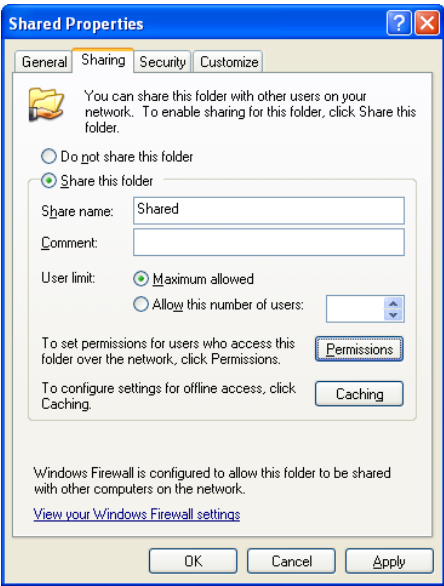 Shared Properties
General Sharing Security Customize
You can share this folder with other users on your
network. To enable sharing for this folder, click Share this
folder.
Do not share this folder
Share this folder
Share name: Shared
Comment:
User limit: Maximum allowed
Allow this number of users:
To set permissions for users who access this
folder over the network, click Permissions.
Permissions
To configure settings for offline access, click
Caching.
Caching
Windows Firewall is configured to allow this folder to be shared
with other computers on the network.
View your Windows Firewall settings
OK Cancel Apply